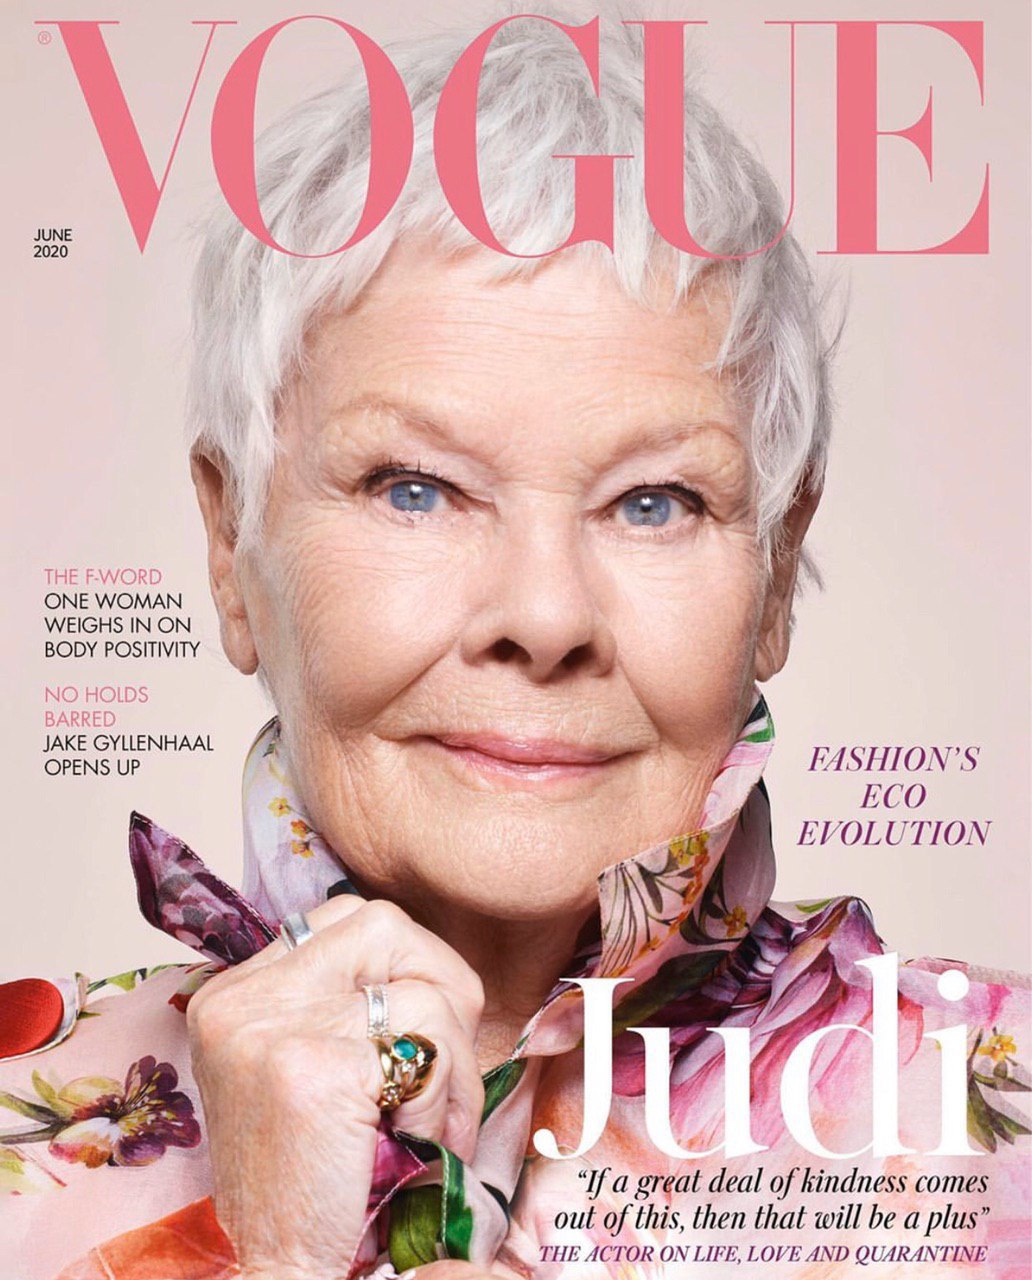 VOGUE
®
JUNE
2020
THE F-WORD
ONE WOMAN
WEIGHS IN ON
BODY POSITIVITY
NO HOLDS
BARRED
JAKE GYLLENHAAL
OPENS UP
FASHION’S
ECO
EVOLUTION
Judi
“If a great deal of kindness comes
out of this, then that will be a plus”
THE ACTOR ON LIFE, LOVE AND QUARANTINE